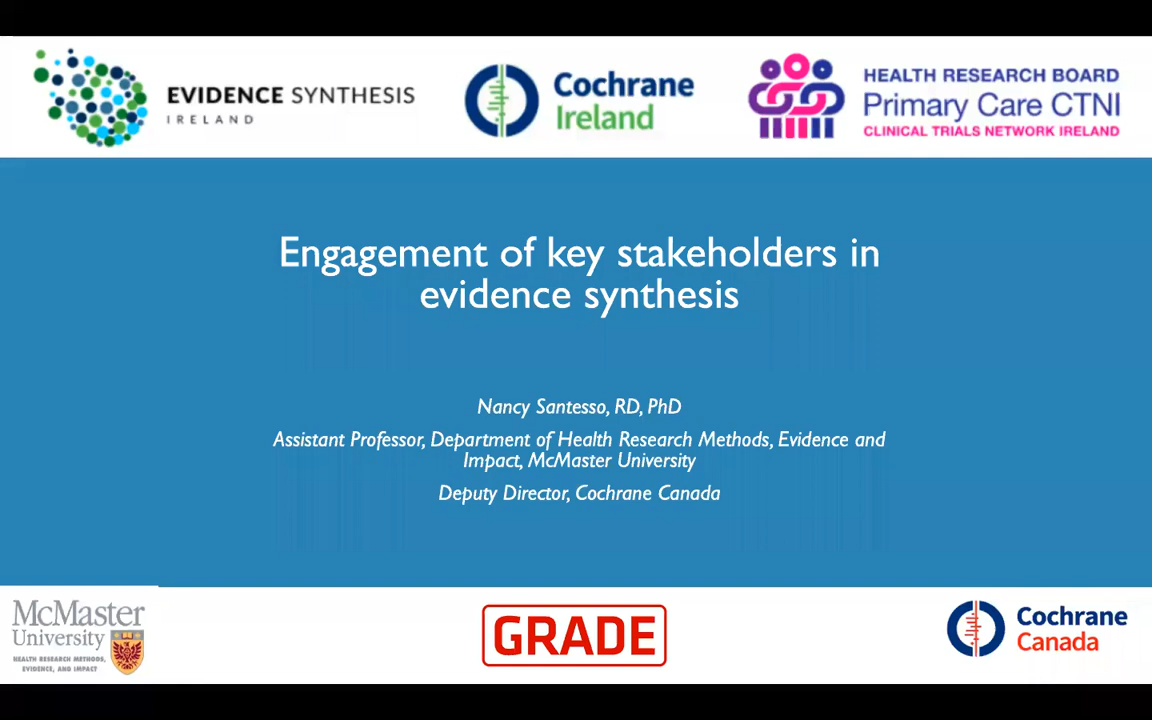 EVIDENCE SYNTHESIS
IRELAND
Cochrane
Ireland
HEALTH RESEARCH BOARD
Primary Care CTNI
CLINICAL TRIALS NETWORK IRELAND
Engagement of key stakeholders in
evidence synthesis
Nancy Santesso, RD, PhD
Assistant Professor, Department of Health Research Methods, Evidence and
Impact, McMaster University
Deputy Director, Cochrane Canada
McMaster
University
HEALTH RESEARCH METHODS,
EVIDENCE, AND IMPACT
GRADE
Cochrane
Canada